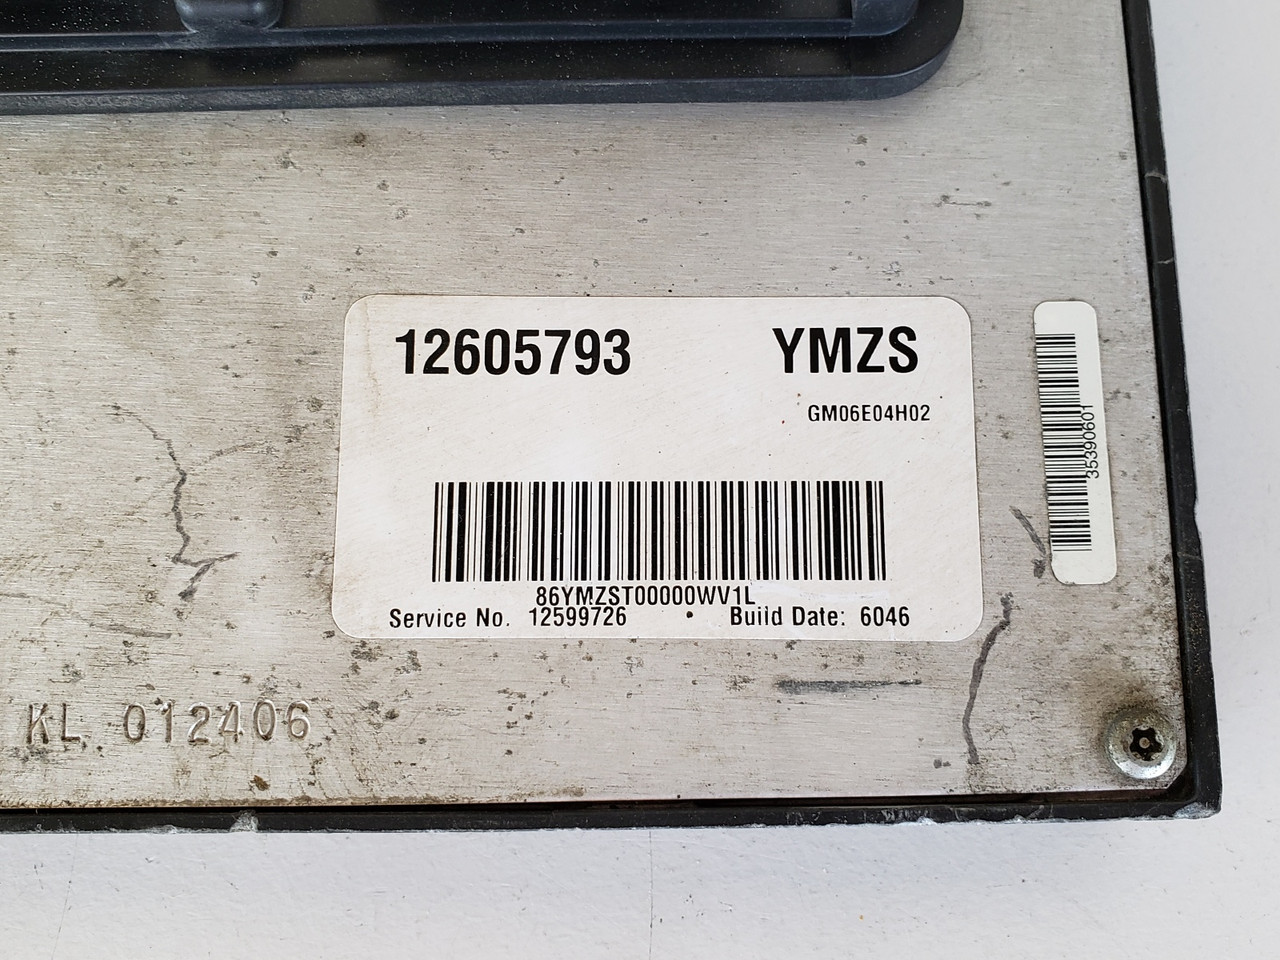 12605793 YMZS
GM06E04H02
86YMZST00000WV1L
Service No. 12599726 • Build Date: 6046
35390601
KL 012406